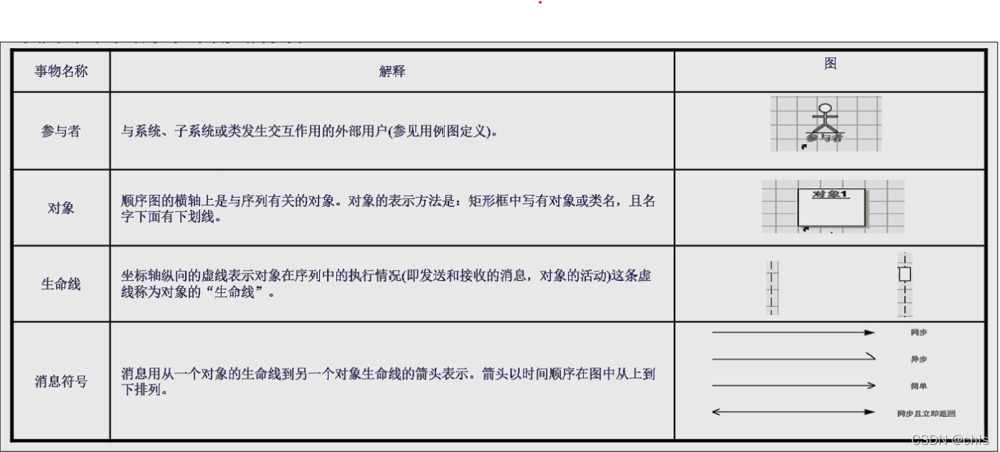 事物名称
解释
图
参与者
与系统、子系统或类发生交互作用的外部用户(参见用例图定义)。
参与者
对象
顺序图的横轴上是与序列有关的对象。对象的表示方法是：矩形框中写有对象或类名，且名
字下面有下划线。
对象1
生命线
坐标轴纵向的虚线表示对象在序列中的执行情况(即发送和接收的消息，对象的活动)这条虚
线称为对象的“生命线”。
消息符号
消息用从一个对象的生命线到另一个对象生命线的箭头表示。箭头以时间顺序在图中从上到
下排列。
同步
异步
简单
同步且立即返回
CSDN @chls